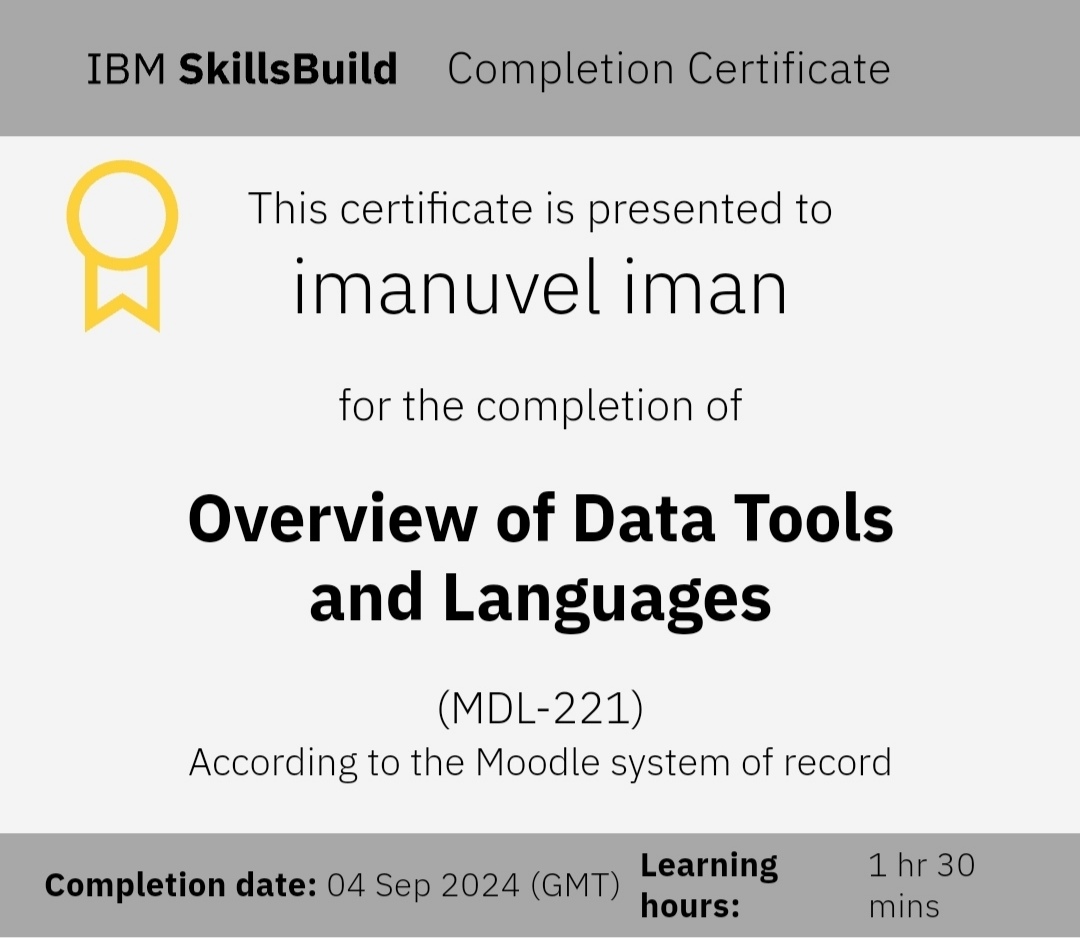 IBM SkillsBuild Completion Certificate
This certificate is presented to
imanuvel iman
for the completion of
Overview of Data Tools
and Languages
(MDL-221)
According to the Moodle system of record
Completion date: 04 Sep 2024 (GMT)
Learning
hours:
1 hr 30
mins